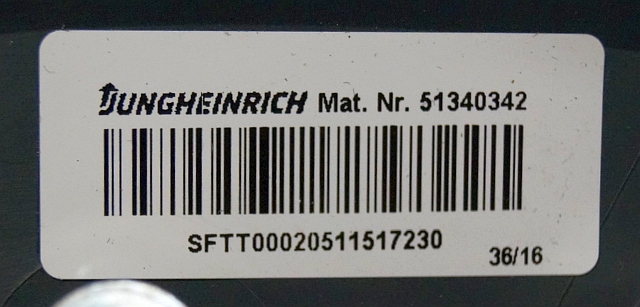 JUNGHEINRICH Mat. Nr. 51340342
SFTT00020511517230
36/16